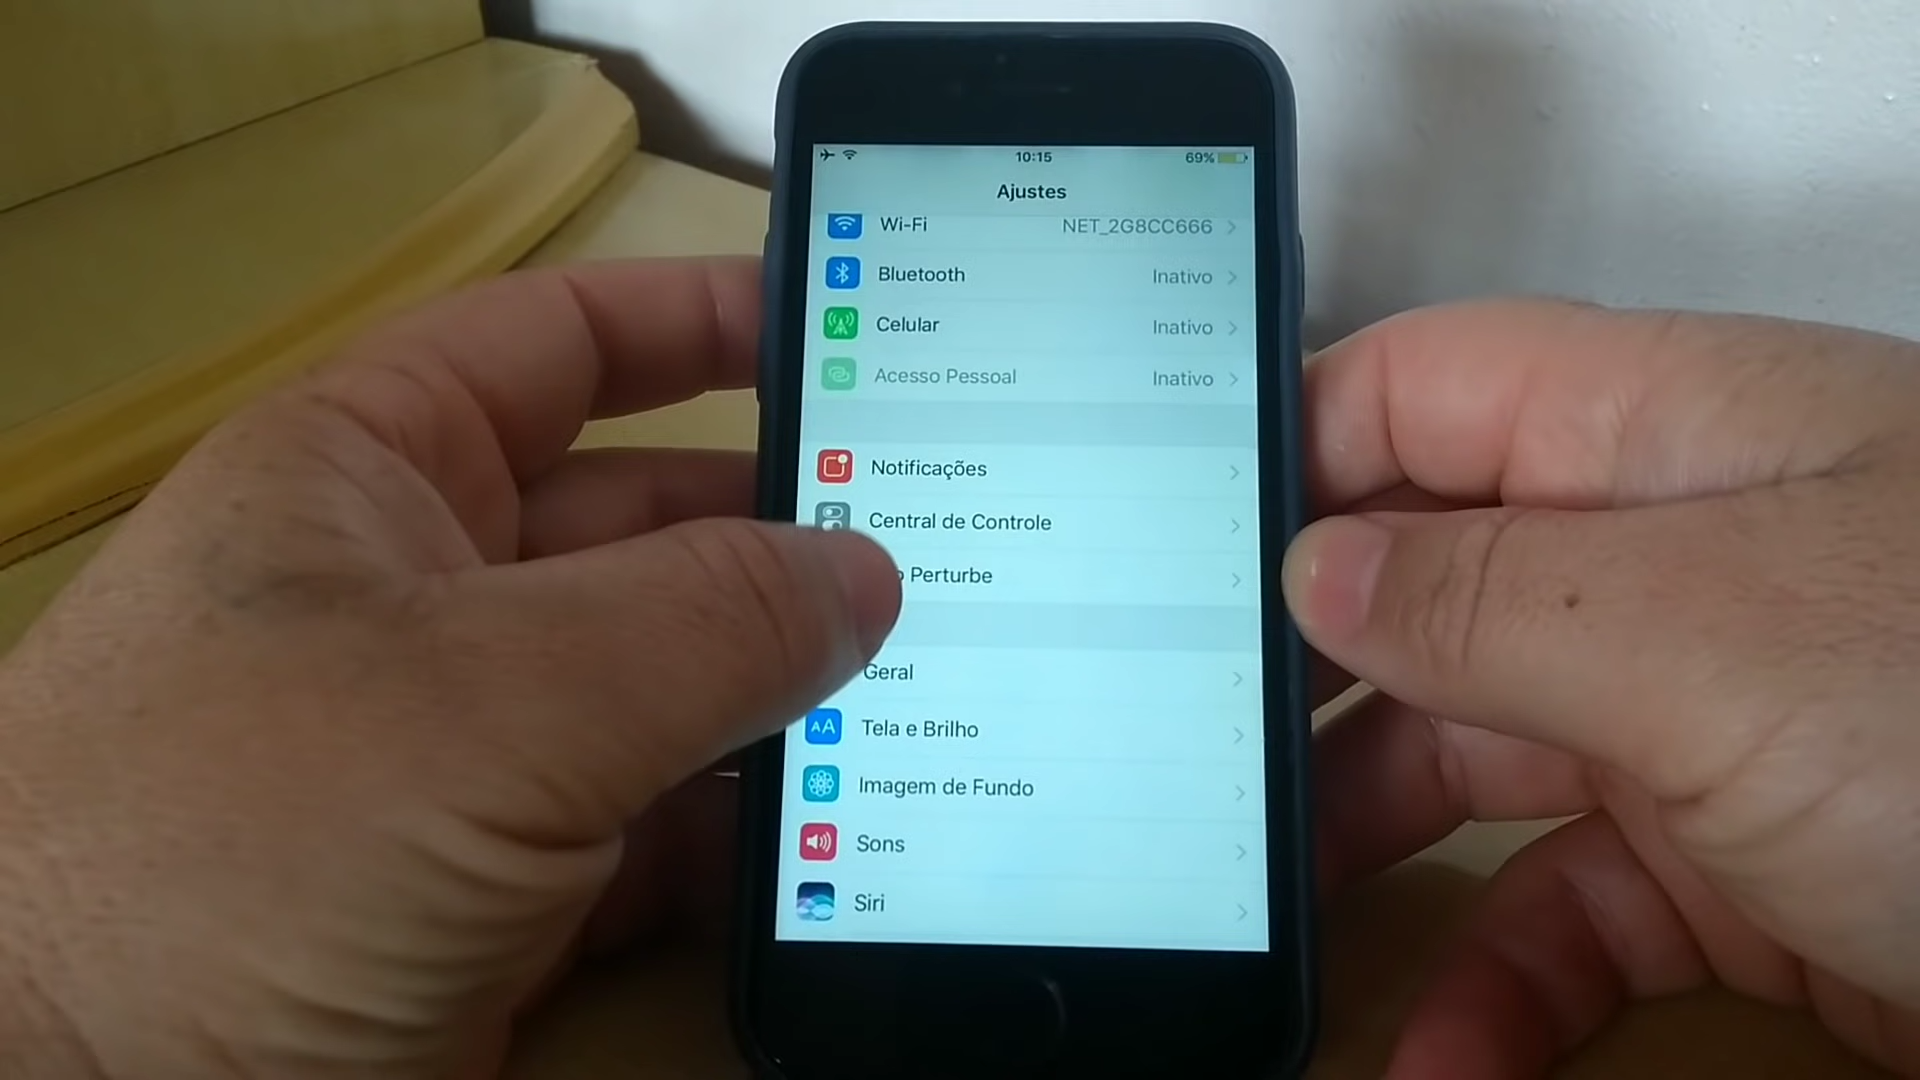 10:15 69%
Ajustes
Wi-Fi NET_2G8CC666
Bluetooth Inativo
Celular Inativo
Acesso Pessoal Inativo
Notificações
Central de Controle
o Perturbe
Geral
AA Tela e Brilho
Imagem de Fundo
Sons
Siri